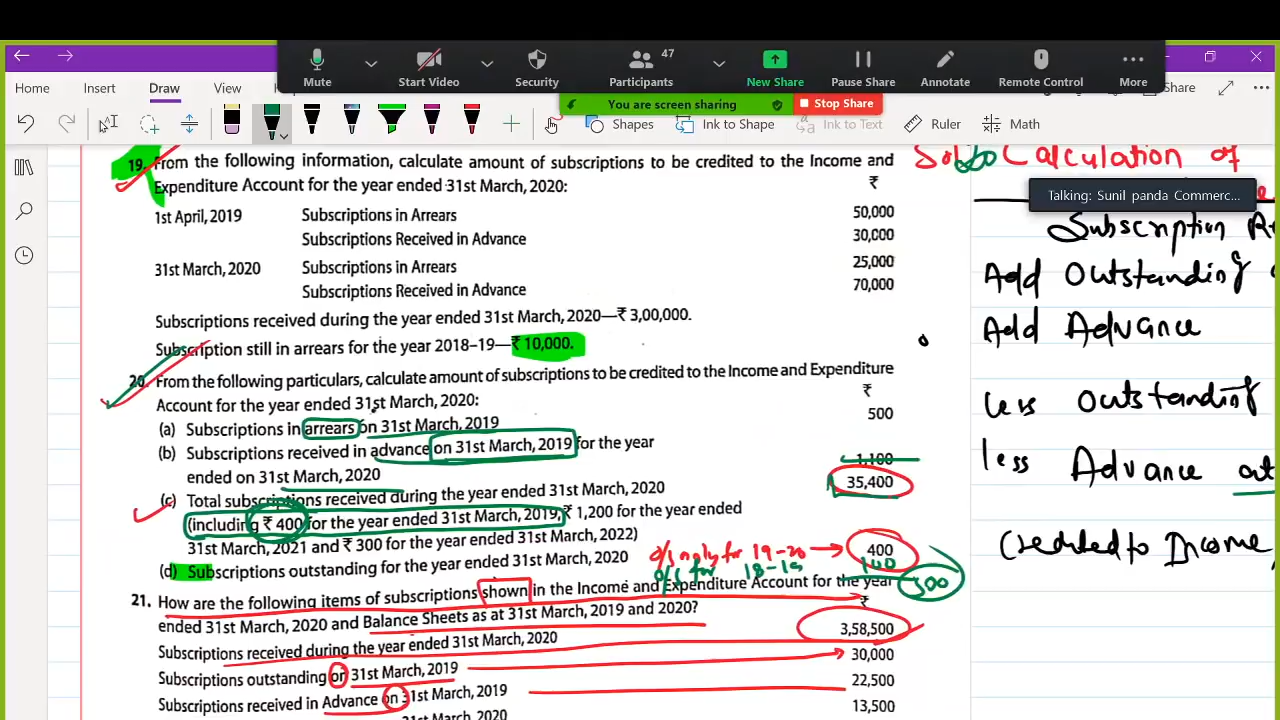 47
Mute
Start Video
Security
Participants
New Share
Pause Share
Annotate
Remote Control
More
Home
Insert
Draw
View
You are screen sharing
Stop Share
Share
Shapes
Ink to Shape
Ink to Text
Ruler
Math
Talking: Sunil panda Commerc...
19. From the following information, calculate amount of subscriptions to be credited to the Income and
Expenditure Account for the year ended 31st March, 2020: ₹
1st April, 2019 Subscriptions in Arrears 50,000
Subscriptions Received in Advance 30,000
31st March, 2020 Subscriptions in Arrears 25,000
Subscriptions Received in Advance 70,000
Subscriptions received during the year ended 31st March, 2020—₹ 3,00,000.
Subscription still in arrears for the year 2018–19—₹ 10,000.
20. From the following particulars, calculate amount of subscriptions to be credited to the Income and Expenditure
Account for the year ended 31st March, 2020: ₹
(a) Subscriptions in arrears on 31st March, 2019 500
(b) Subscriptions received in advance on 31st March, 2019 for the year
ended on 31st March, 2020 1,100
(c) Total subscriptions received during the year ended 31st March, 2020 35,400
(including ₹ 400 for the year ended 31st March, 2019, ₹ 1,200 for the year ended
31st March, 2021 and ₹ 300 for the year ended 31st March, 2022)
(d) Subscriptions outstanding for the year ended 31st March, 2020 400
o/s only for 19-20
o/s for 18-19 100
500
21. How are the following items of subscriptions shown in the Income and Expenditure Account for the year
ended 31st March, 2020 and Balance Sheets as at 31st March, 2019 and 2020? ₹
Subscriptions received during the year ended 31st March, 2020 3,58,500
Subscriptions outstanding on 31st March, 2019 30,000
Subscriptions received in Advance on 31st March, 2019 22,500
31st March, 2020 13,500
Calculation of
Subscription
Add Outstanding
Add Advance
less Outstanding
less Advance
Credited to Income